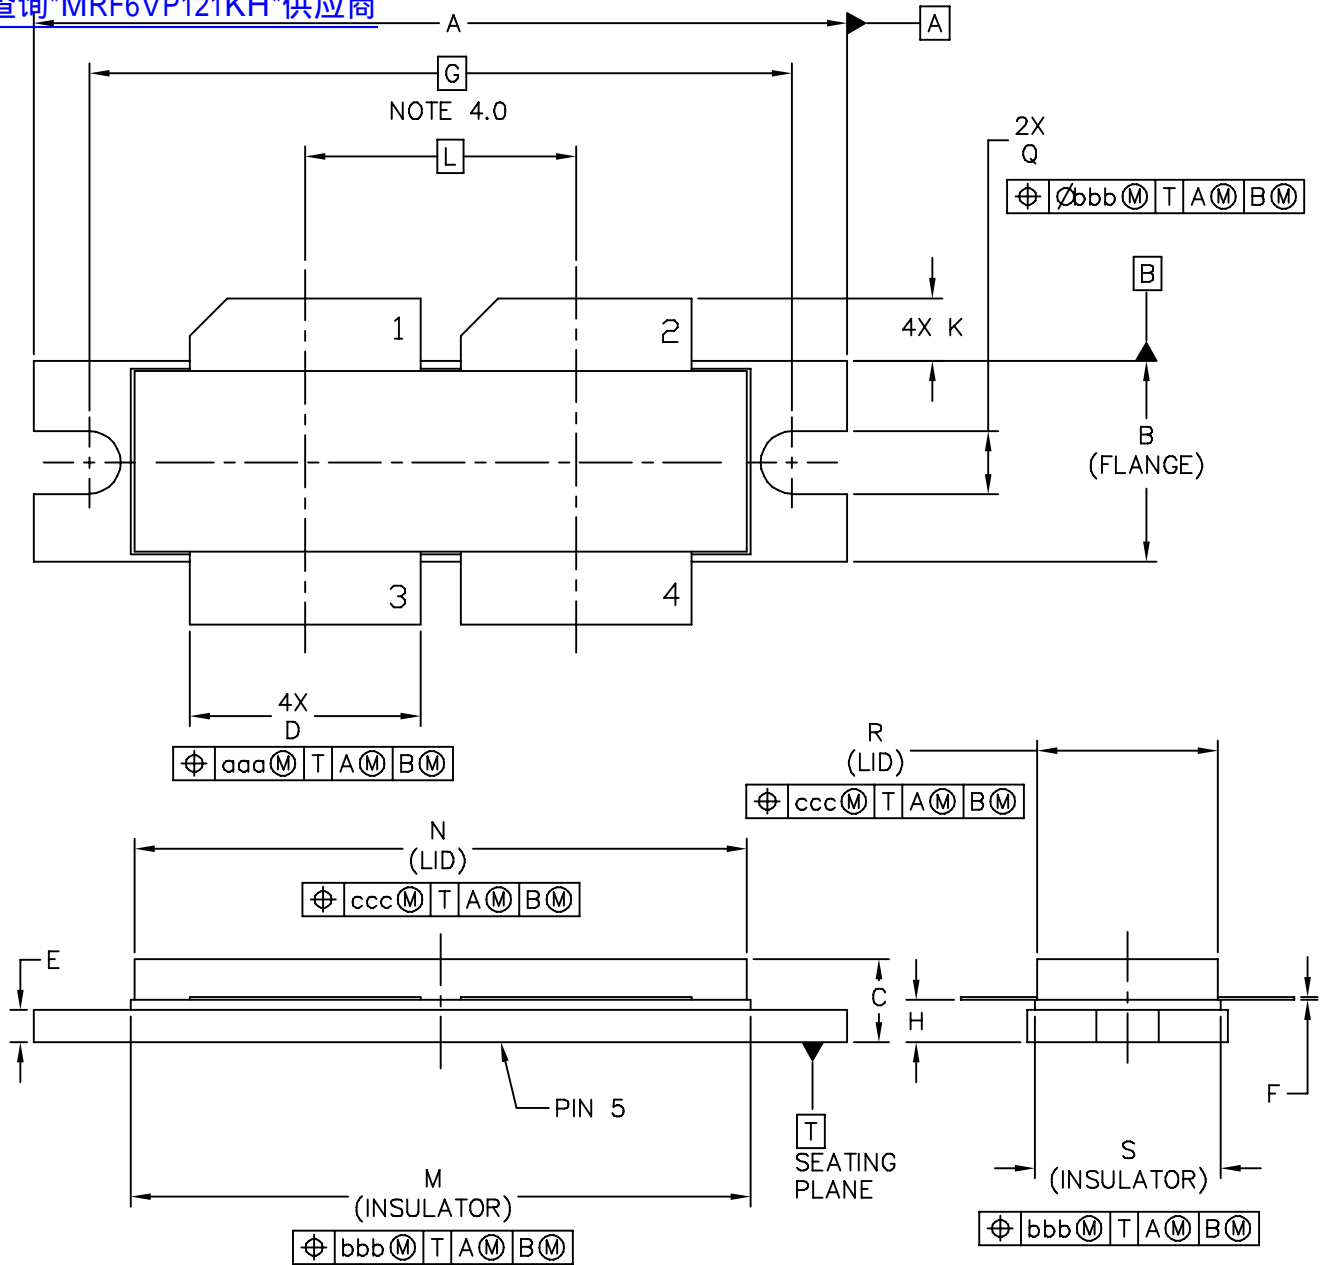 查询"MRF6VP121KH"供应商
A
A
G
NOTE 4.0
L
2X
Q
⌖ Øbbb Ⓜ T A Ⓜ B Ⓜ
B
1
2
4X K
B
(FLANGE)
3
4
4X
D
⌖ aaa Ⓜ T A Ⓜ B Ⓜ
R
(LID)
⌖ ccc Ⓜ T A Ⓜ B Ⓜ
N
(LID)
⌖ ccc Ⓜ T A Ⓜ B Ⓜ
E
C
H
F
PIN 5
T
SEATING
PLANE
M
(INSULATOR)
⌖ bbb Ⓜ T A Ⓜ B Ⓜ
S
(INSULATOR)
⌖ bbb Ⓜ T A Ⓜ B Ⓜ